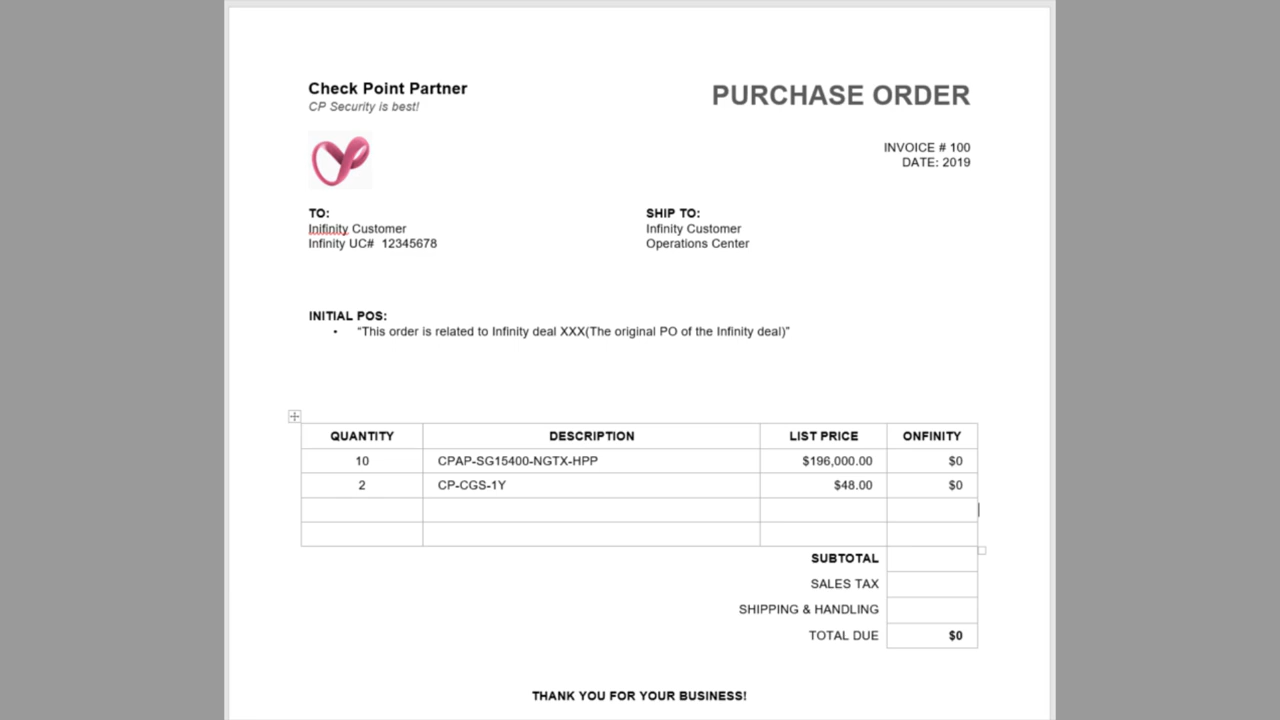 Check Point Partner
CP Security is best!
PURCHASE ORDER
INVOICE # 100
DATE: 2019
TO:
Inifinity Customer
Infinity UC# 12345678
SHIP TO:
Infinity Customer
Operations Center
INITIAL POS:
• “This order is related to Infinity deal XXX(The original PO of the Infinity deal)”
QUANTITY DESCRIPTION LIST PRICE ONFINITY
10 CPAP-SG15400-NGTX-HPP $196,000.00 $0
2 CP-CGS-1Y $48.00 $0
SUBTOTAL
SALES TAX
SHIPPING & HANDLING
TOTAL DUE $0
THANK YOU FOR YOUR BUSINESS!